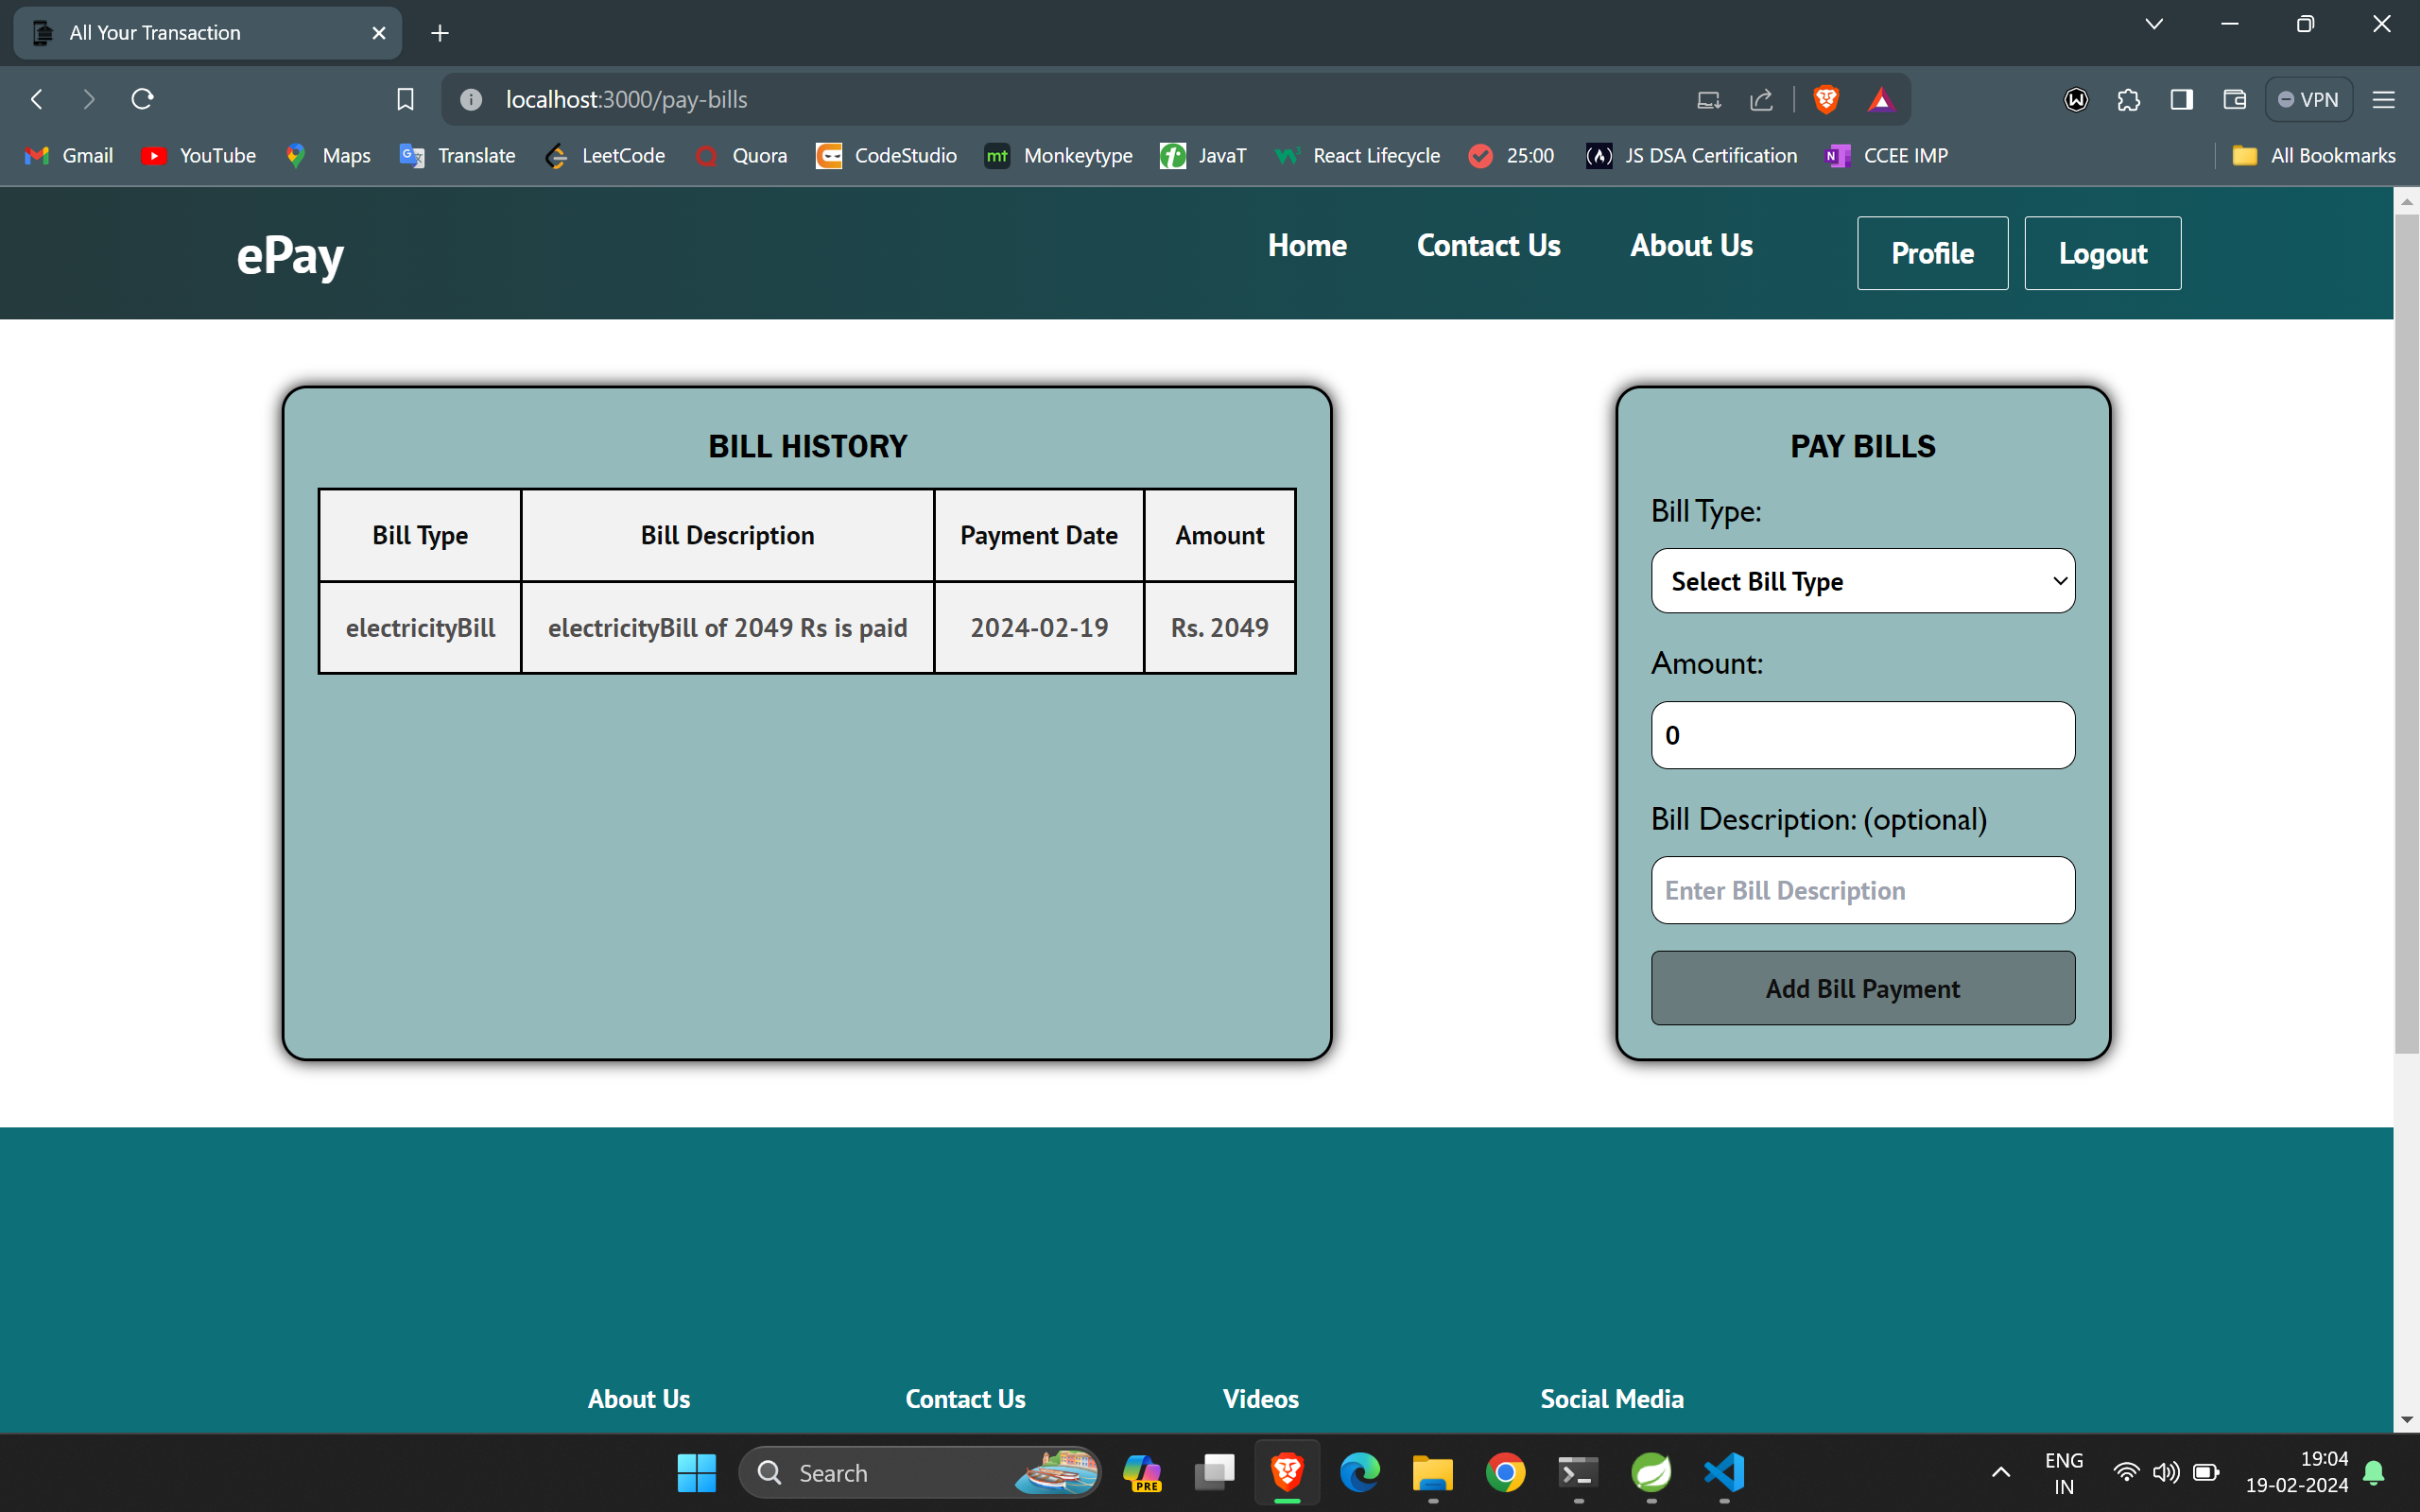 All Your Transaction
localhost:3000/pay-bills
VPN
Gmail
YouTube
Maps
Translate
LeetCode
Quora
CodeStudio
mt Monkeytype
JavaT
React Lifecycle
25:00
JS DSA Certification
N CCEE IMP
All Bookmarks
ePay
Home
Contact Us
About Us
Profile
Logout
BILL HISTORY
Bill Type Bill Description Payment Date Amount
electricityBill electricityBill of 2049 Rs is paid 2024-02-19 Rs. 2049
PAY BILLS
Bill Type:
Select Bill Type
Amount:
0
Bill Description: (optional)
Enter Bill Description
Add Bill Payment
About Us
Contact Us
Videos
Social Media
Search
PRE
ENG
IN
19:04
19-02-2024